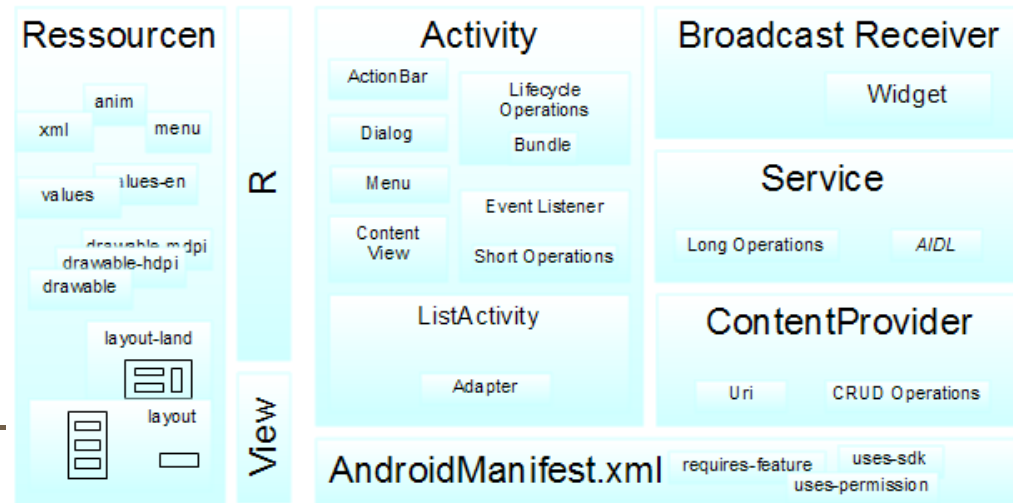 Ressourcen
anim
xml
menu
values
alues-en
drawable-mdpi
drawable-hdpi
drawable
layout-land
layout
R
View
Activity
ActionBar
Dialog
Menu
Content
View
Lifecycle
Operations
Bundle
Event Listener
Short Operations
ListActivity
Adapter
Broadcast Receiver
Widget
Service
Long Operations
AIDL
ContentProvider
Uri
CRUD Operations
AndroidManifest.xml
requires-feature
uses-sdk
uses-permission